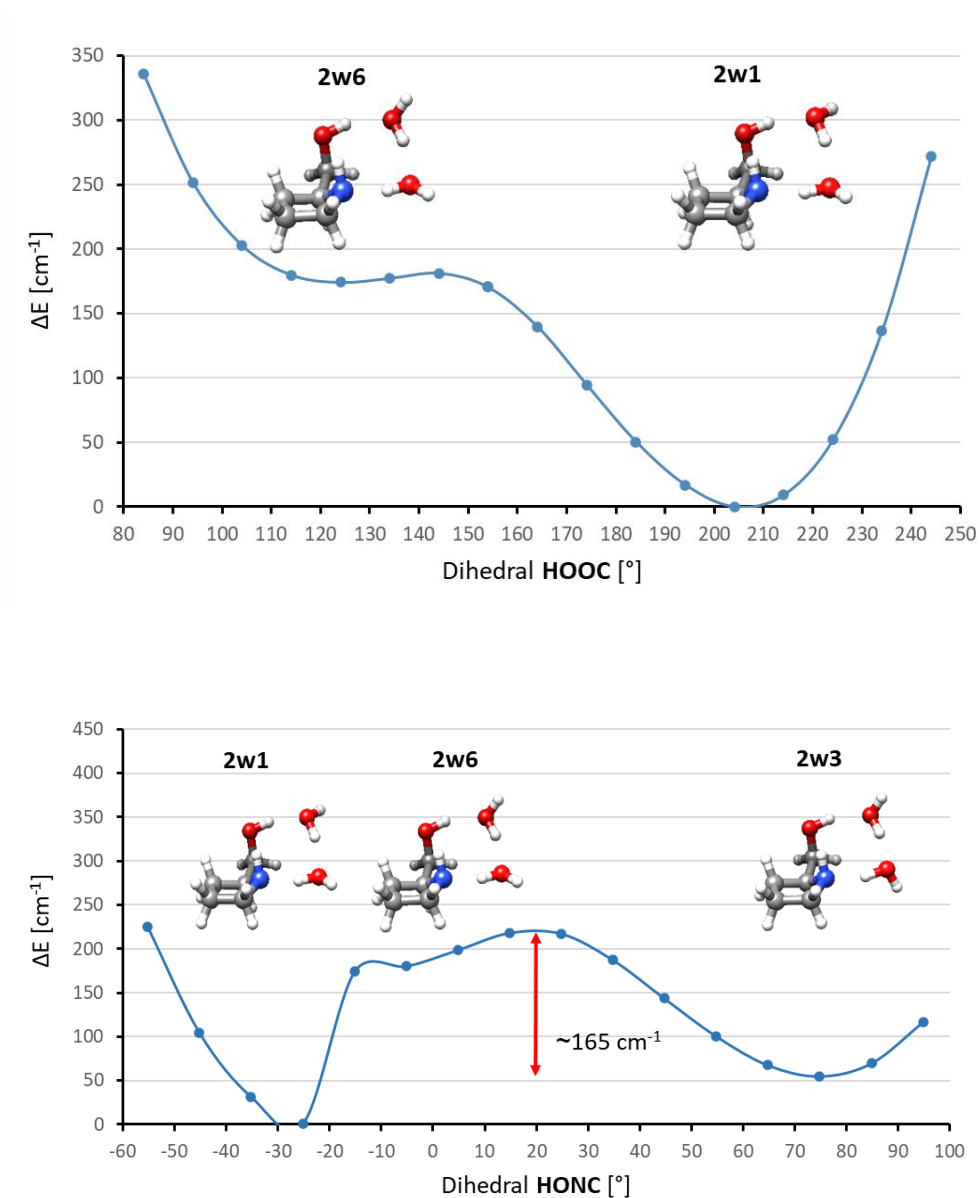 2w6 2w1
ΔE [cm-1]
350
300
250
200
150
100
50
0
80 90 100 110 120 130 140 150 160 170 180 190 200 210 220 230 240 250
Dihedral HOOC [°]
2w1 2w6 2w3
ΔE [cm-1]
450
400
350
300
250
200
150
100
50
0
~165 cm-1
-60 -50 -40 -30 -20 -10 0 10 20 30 40 50 60 70 80 90 100
Dihedral HONC [°]